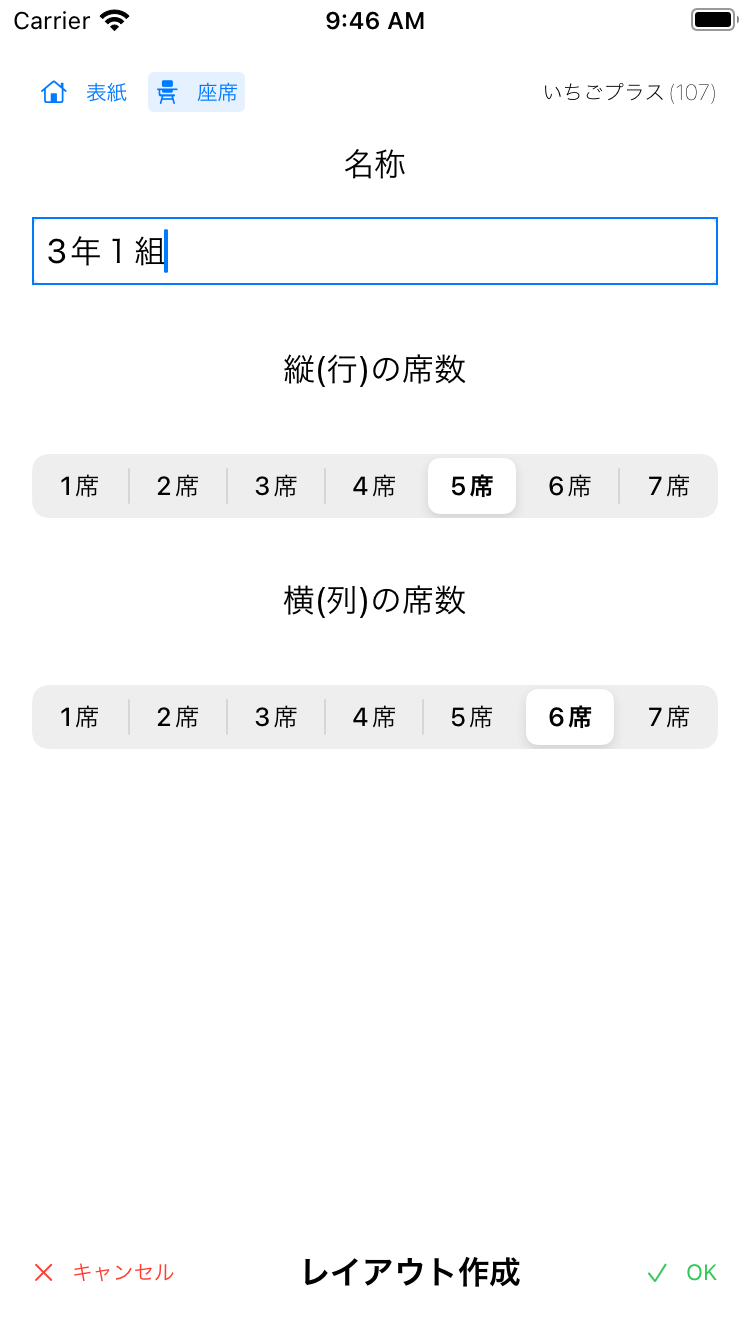 Carrier 9:46 AM
表紙 座席 いちごプラス(107)
名称
３年１組
縦(行)の席数
1席 2席 3席 4席 5席 6席 7席
横(列)の席数
1席 2席 3席 4席 5席 6席 7席
キャンセル レイアウト作成 OK